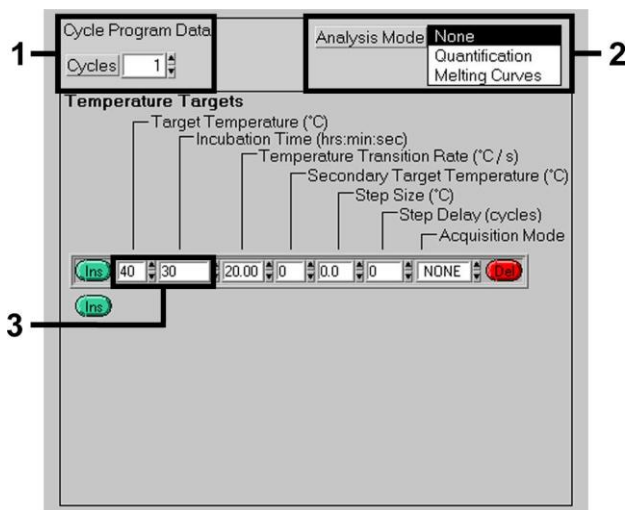 Cycle Program Data
Cycles 1
Analysis Mode None
Quantification
Melting Curves
1
2
Temperature Targets
Target Temperature (°C)
Incubation Time (hrs:min:sec)
Temperature Transition Rate (°C / s)
Secondary Target Temperature (°C)
Step Size (°C)
Step Delay (cycles)
Acquisition Mode
Ins 40 30 20.00 0 0.0 0 NONE Del
Ins
3